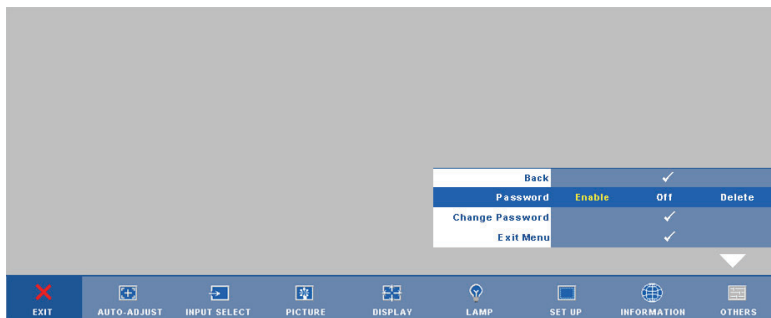 Back
Password Enable Off Delete
Change Password
Exit Menu
EXIT AUTO-ADJUST INPUT SELECT PICTURE DISPLAY LAMP SET UP INFORMATION OTHERS